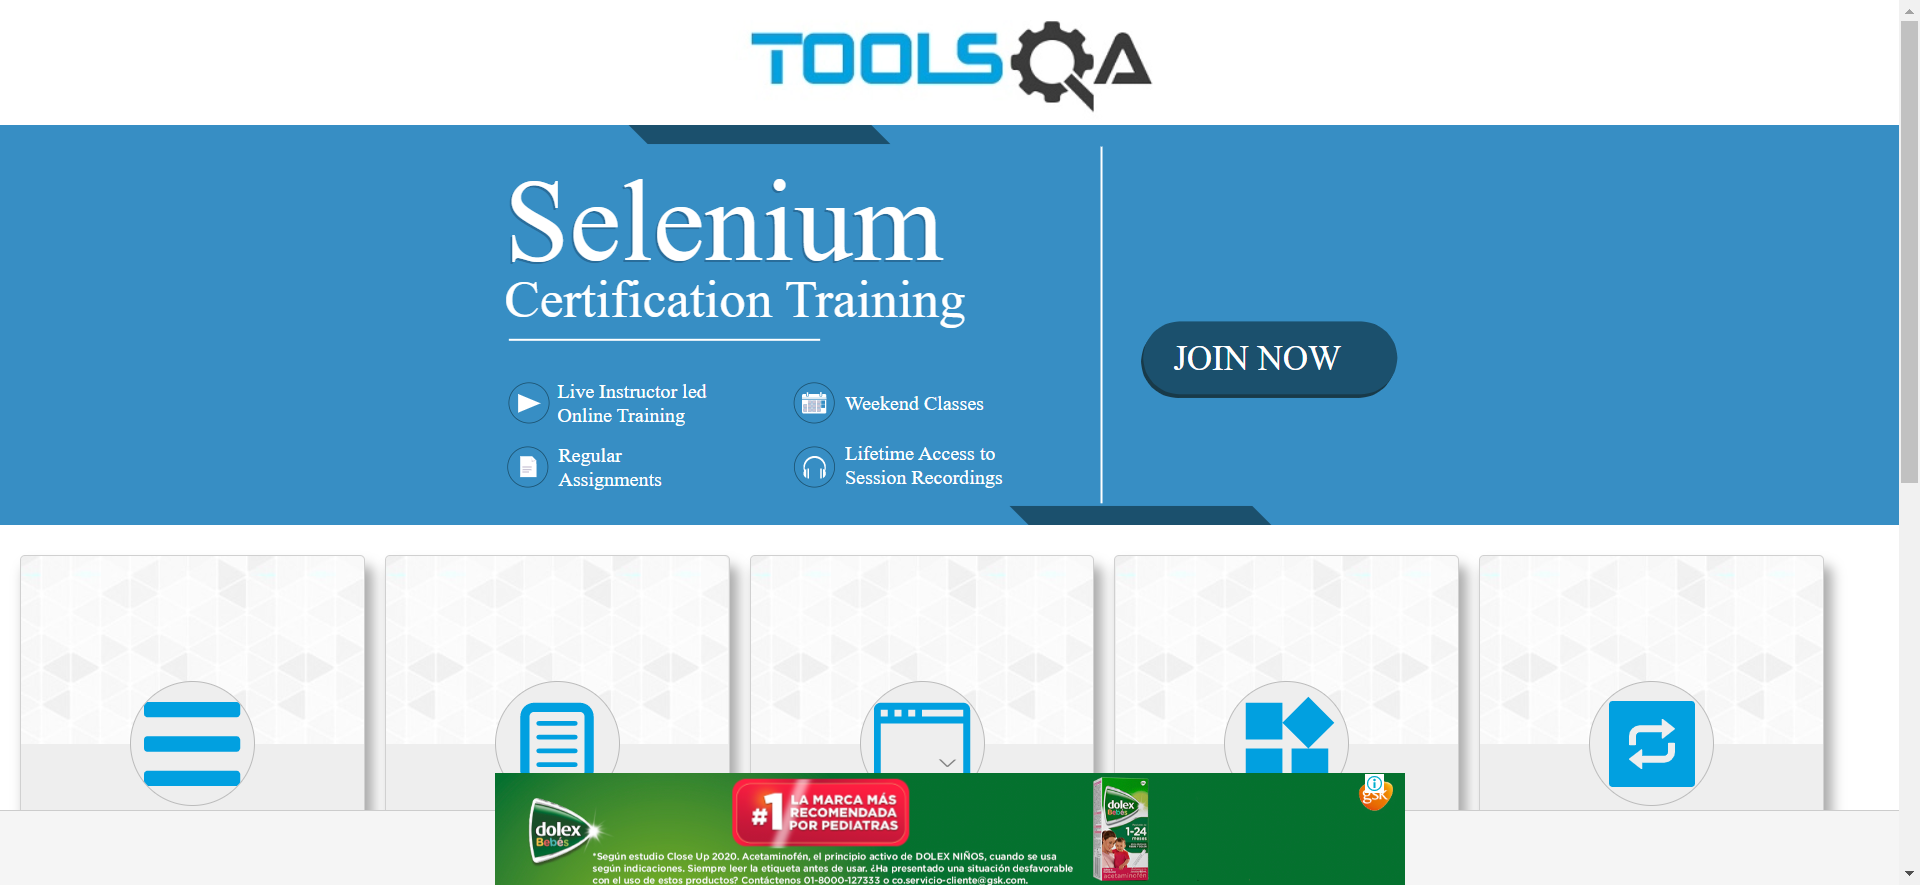 TOOLSQA
Selenium
Certification Training
JOIN NOW
Live Instructor led
Online Training
Weekend Classes
Regular
Assignments
Lifetime Access to
Session Recordings
dolex
Bebés
#1
LA MARCA MÁS
RECOMENDADA
POR PEDIATRAS
*Según estudio Close Up 2020. Acetaminofén, el principio activo de DOLEX NIÑOS, cuando se usa
según indicaciones. Siempre leer la etiqueta antes de usar. ¿Ha presentado una situación desfavorable
con el uso de estos productos? Contáctenos 01-8000-127333 o co.servicio-cliente@gsk.com.
dolex
Bebés
1-24
acetaminofén
gsk